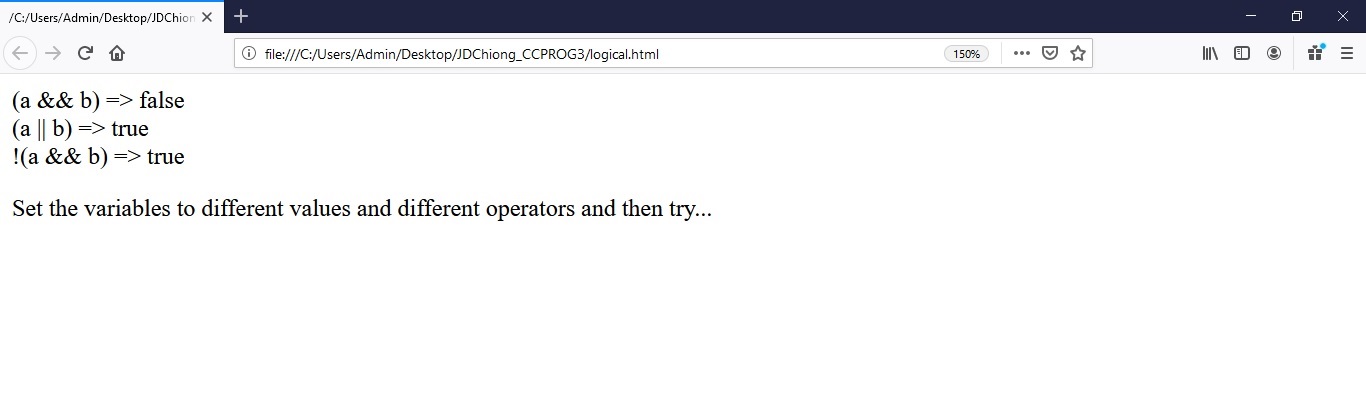 /C:/Users/Admin/Desktop/JDChion
file:///C:/Users/Admin/Desktop/JDChiong_CCPROG3/logical.html
150%
(a && b) => false
(a || b) => true
!(a && b) => true
Set the variables to different values and different operators and then try...